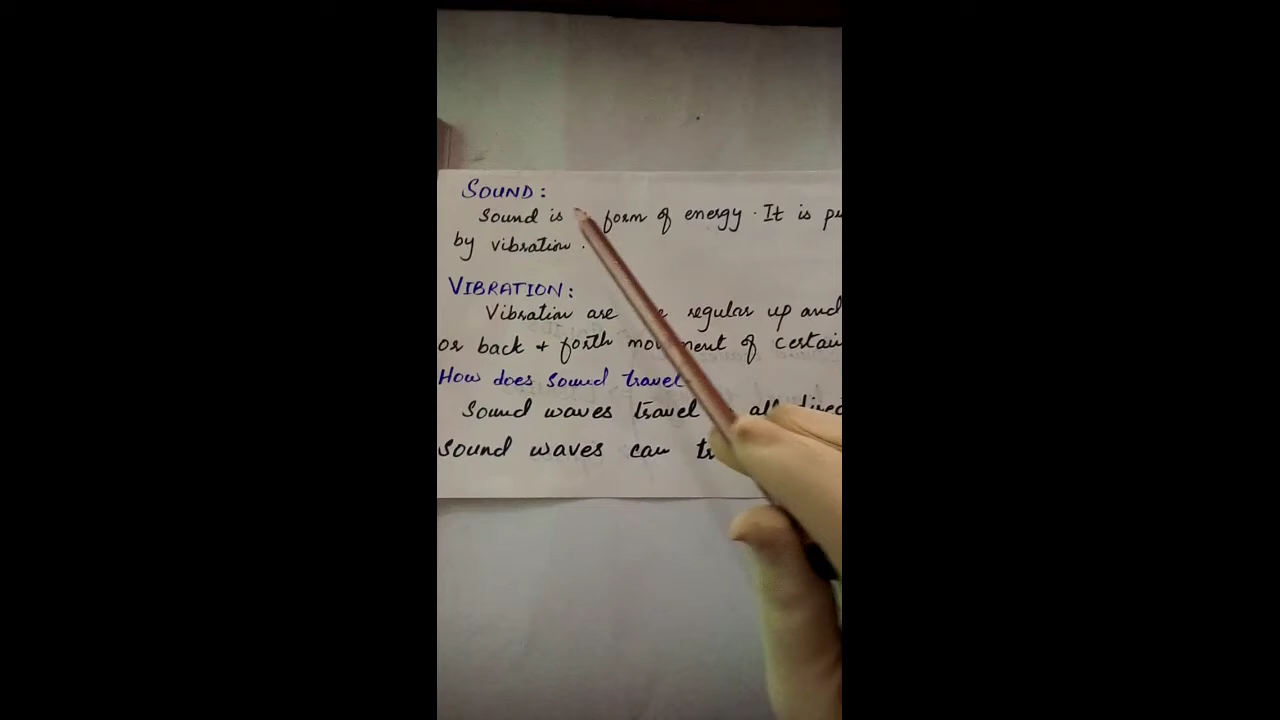 SOUND:
Sound is form of energy. It is
by vibration.
VIBRATION:
Vibration are regular up and
or back + forth movement of certain
How does sound travel
Sound waves travel all
Sound waves can